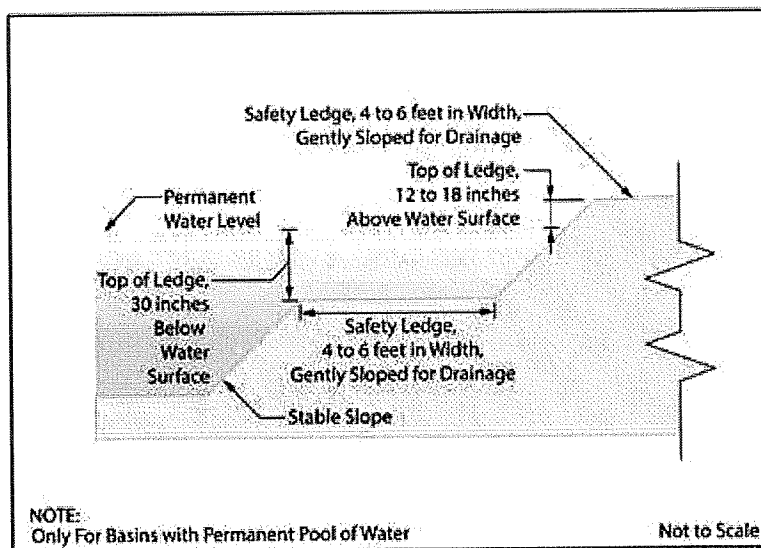 Safety Ledge, 4 to 6 feet in Width,
Gently Sloped for Drainage
Top of Ledge,
12 to 18 inches
Above Water Surface
Permanent
Water Level
Top of Ledge,
30 inches
Below
Water
Surface
Safety Ledge,
4 to 6 feet in Width,
Gently Sloped for Drainage
Stable Slope
NOTE:
Only For Basins with Permanent Pool of Water
Not to Scale